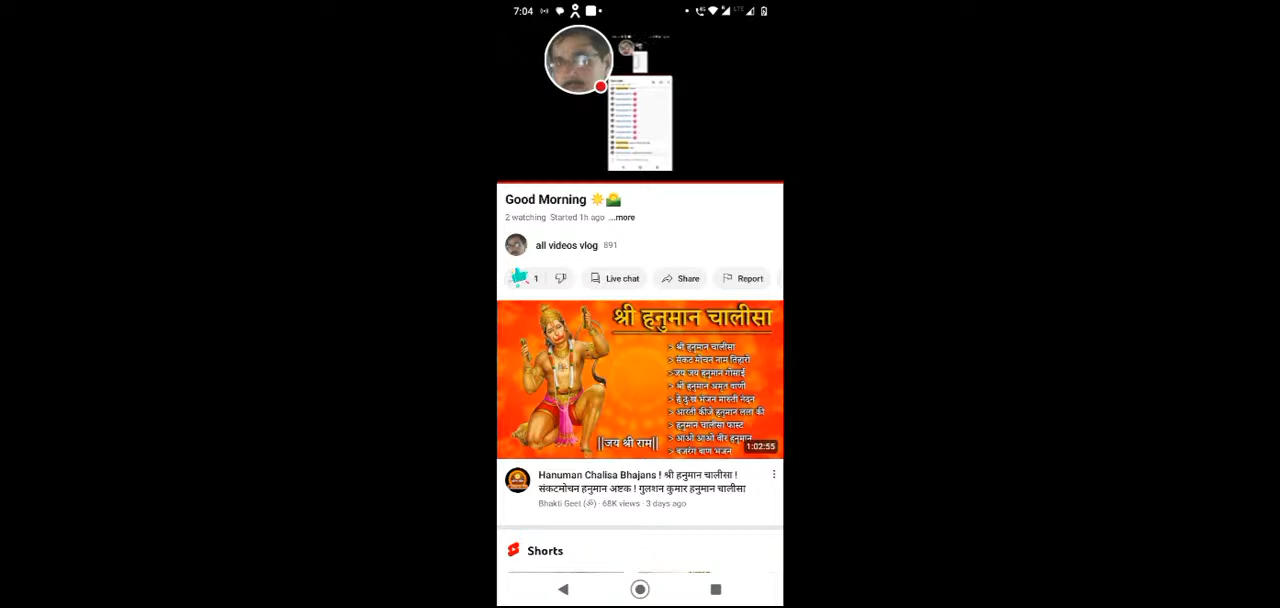 7:04
LTE
Good Morning
2 watching Started 1h ago ...more
all videos vlog 891
1
Live chat
Share
Report
श्री हनुमान चालीसा
> श्री हनुमान चालीसा
> संकट मोचन नाम तिहारो
>जय जय हनुमान गोसाई
> श्री हनुमान अमृत वाणी
> हे दुःख भंजन मारुती नंदन
> आरती कीजे हनुमान लला की
> हनुमान चालीसा फास्ट
> आओ आओ वीर हनुमान
> बजरंग बाण भजन
||जय श्री राम||
1:02:55
Hanuman Chalisa Bhajans ! श्री हनुमान चालीसा !
संकटमोचन हनुमान अष्टक ! गुलशन कुमार हनुमान चालीसा
Bhakti Geet (ॐ) · 68K views · 3 days ago
Shorts